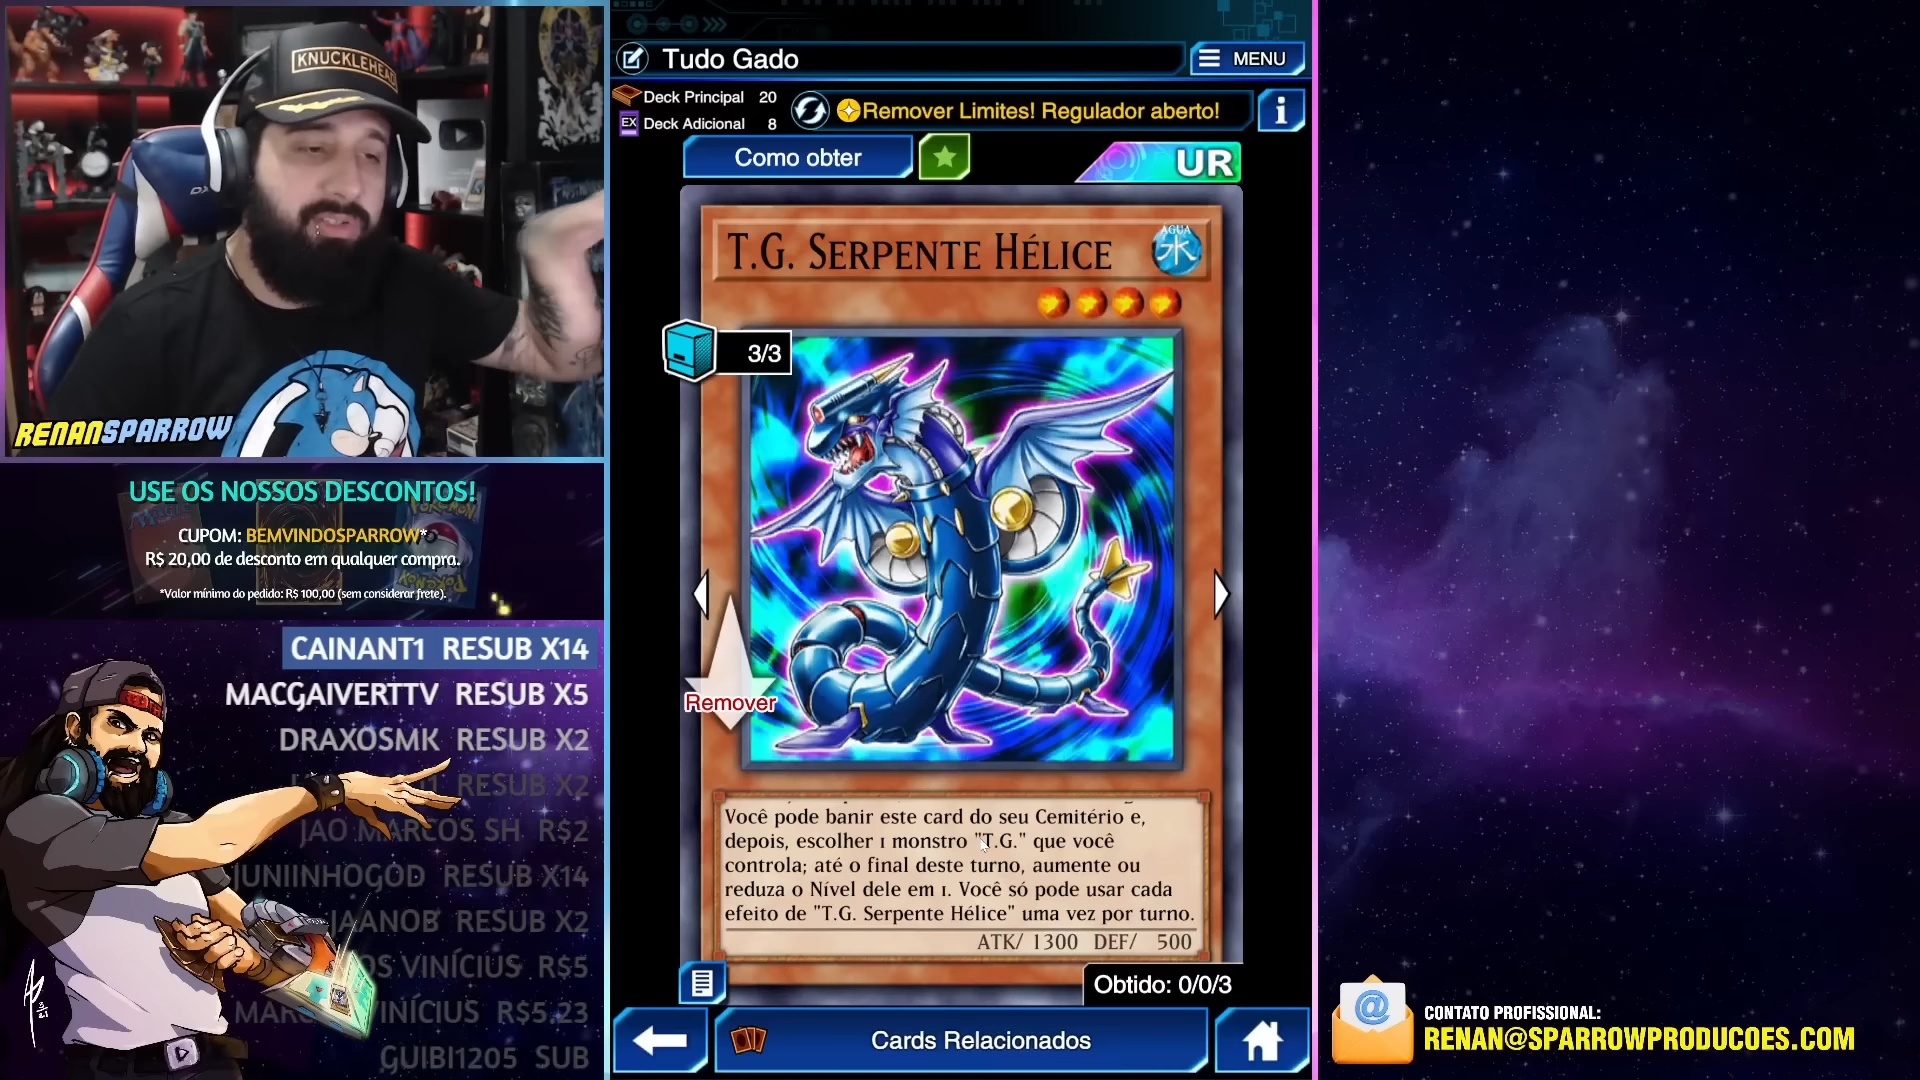 KNUCKLEHEAD
RENANSPARROW
USE OS NOSSOS DESCONTOS!
CUPOM: BEMVINDOSPARROW*
R$ 20,00 de desconto em qualquer compra.
*Valor mínimo do pedido: R$ 100,00 (sem considerar frete).
CAINANT1 RESUB X14
MACGAIVERTTV RESUB X5
DRAXOSMK RESUB X2
RESUB X2
JAO MARCOS SH R$2
JUNIINHOGOD RESUB X14
JAANOB RESUB X2
VINÍCIUS R$5
VINÍCIUS R$5.23
GUIBI1205 SUB
Tudo Gado
MENU
Deck Principal 20
EX Deck Adicional 8
Remover Limites! Regulador aberto!
i
Como obter
UR
T.G. SERPENTE HÉLICE
ÁGUA
水
3/3
Remover
Você pode banir este card do seu Cemitério e,
depois, escolher 1 monstro "T.G." que você
controla; até o final deste turno, aumente ou
reduza o Nível dele em 1. Você só pode usar cada
efeito de "T.G. Serpente Hélice" uma vez por turno.
ATK/ 1300 DEF/ 500
Obtido: 0/0/3
Cards Relacionados
@
CONTATO PROFISSIONAL:
RENAN@SPARROWPRODUCOES.COM